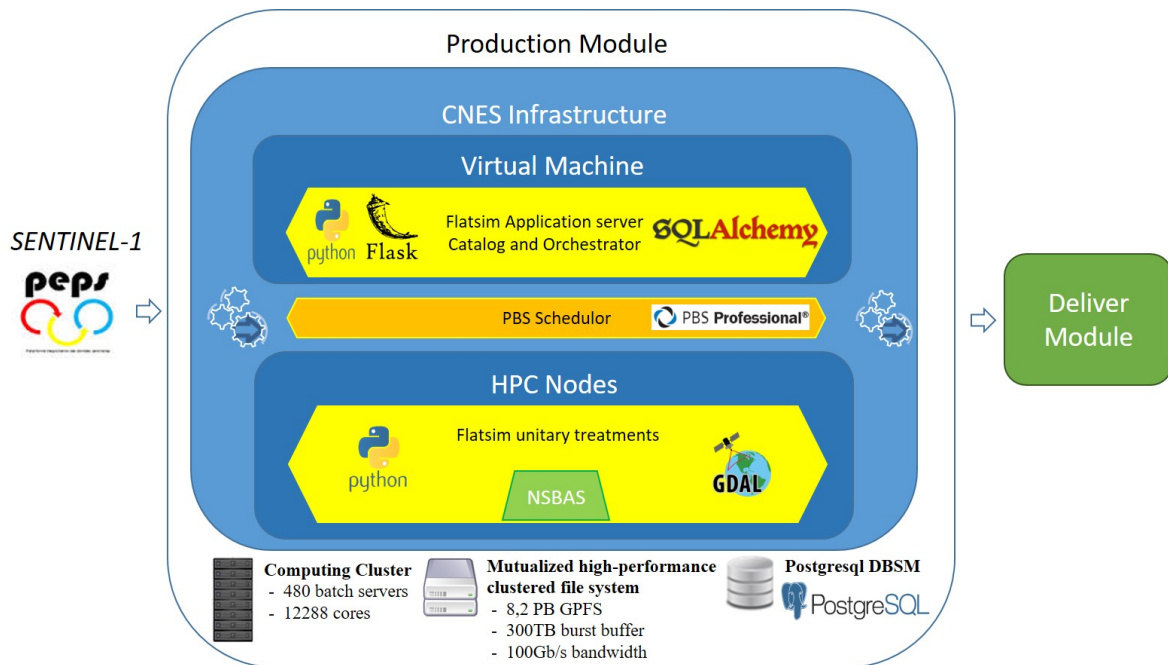 Production Module
CNES Infrastructure
Virtual Machine
python
Flask
Flatsim Application server
Catalog and Orchestrator
SQLAlchemy
SENTINEL-1
peps
PBS Schedulor
PBS Professional®
Deliver
Module
HPC Nodes
python
Flatsim unitary treatments
NSBAS
GDAL
Computing Cluster
- 480 batch servers
- 12288 cores
Mutualized high-performance
clustered file system
- 8,2 PB GPFS
- 300TB burst buffer
- 100Gb/s bandwidth
Postgresql DBSM
PostgreSQL